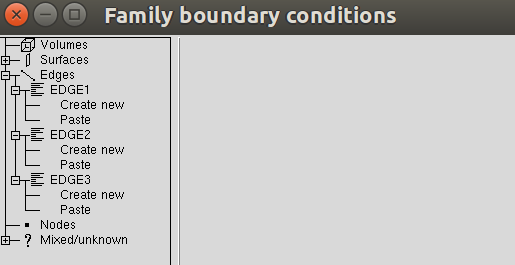 Family boundary conditions
Volumes
Surfaces
Edges
EDGE1
Create new
Paste
EDGE2
Create new
Paste
EDGE3
Create new
Paste
Nodes
? Mixed/unknown